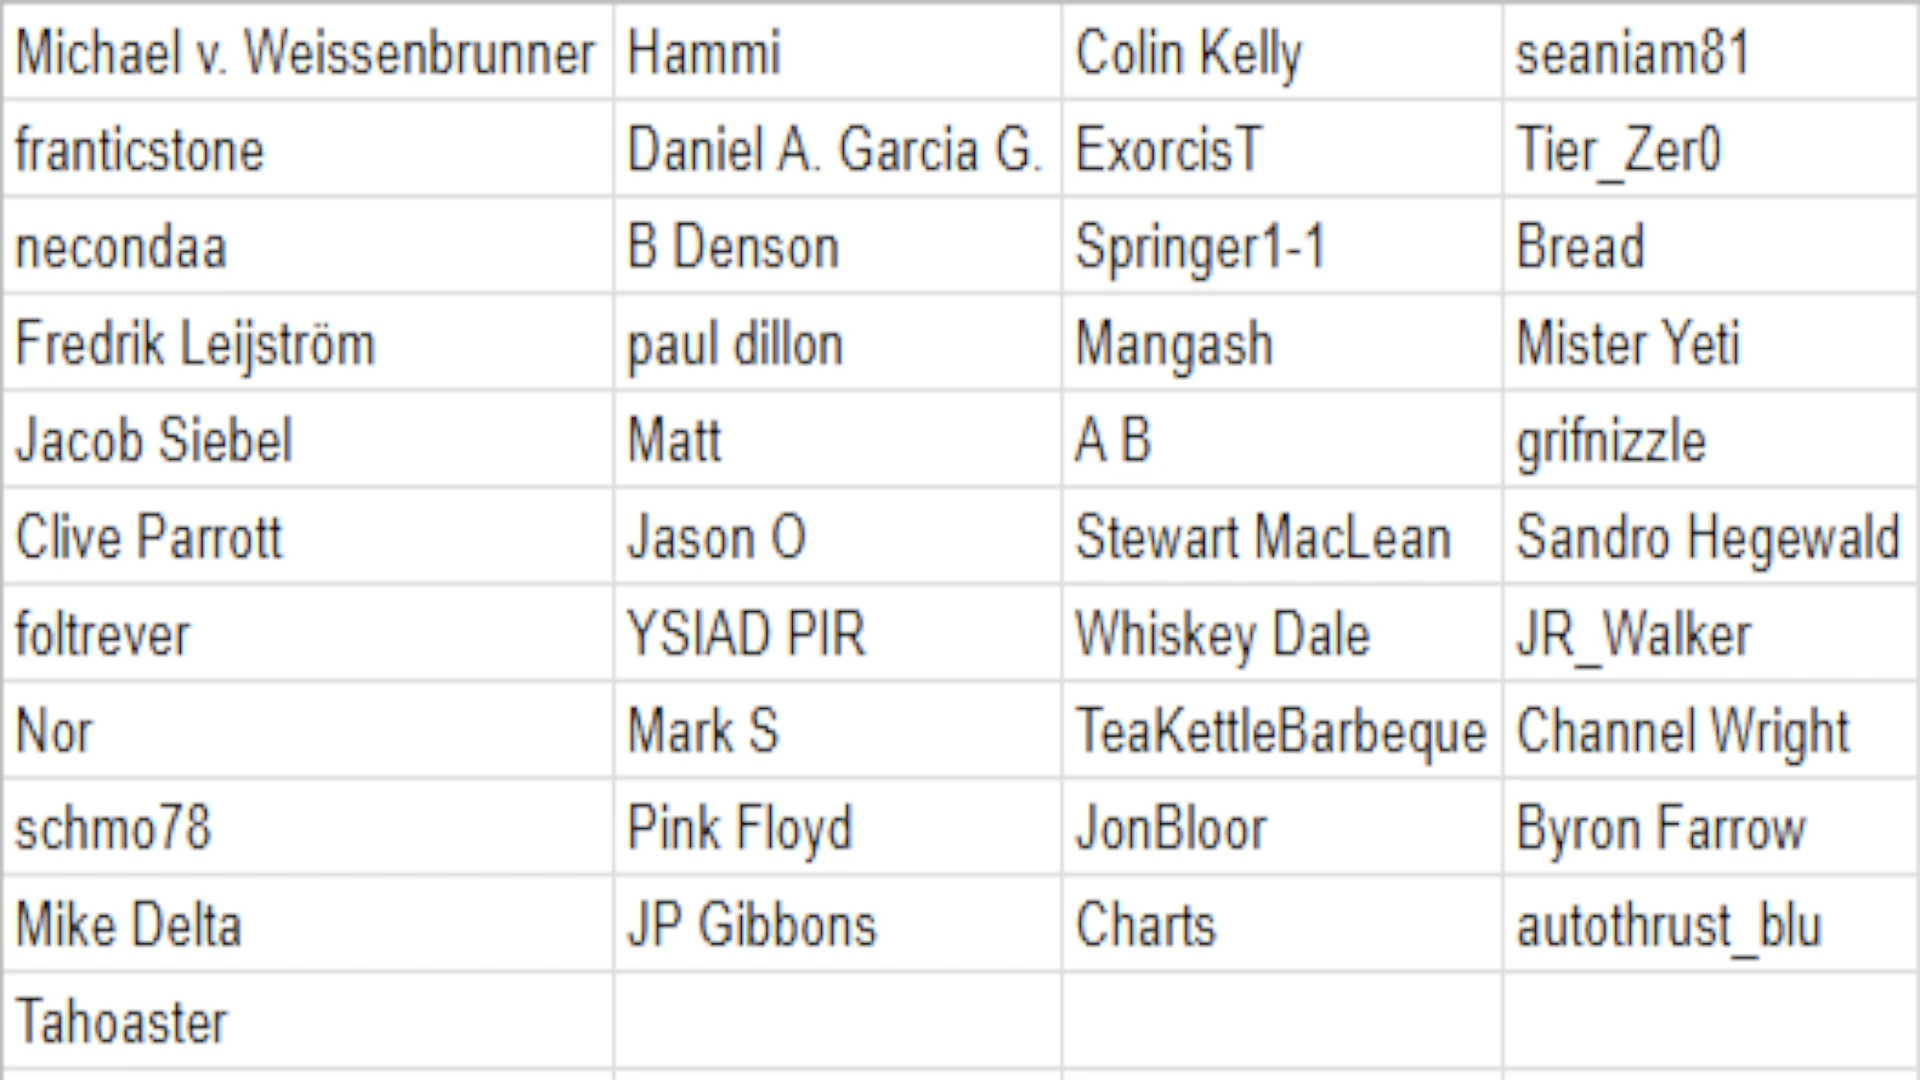 Michael v. Weissenbrunner Hammi Colin Kelly seaniam81
franticstone Daniel A. Garcia G. ExorcisT Tier_Zer0
necondaa B Denson Springer1-1 Bread
Fredrik Leijström paul dillon Mangash Mister Yeti
Jacob Siebel Matt A B grifnizzle
Clive Parrott Jason O Stewart MacLean Sandro Hegewald
foltrever YSIAD PIR Whiskey Dale JR_Walker
Nor Mark S TeaKettleBarbeque Channel Wright
schmo78 Pink Floyd JonBloor Byron Farrow
Mike Delta JP Gibbons Charts autothrust_blu
Tahoaster